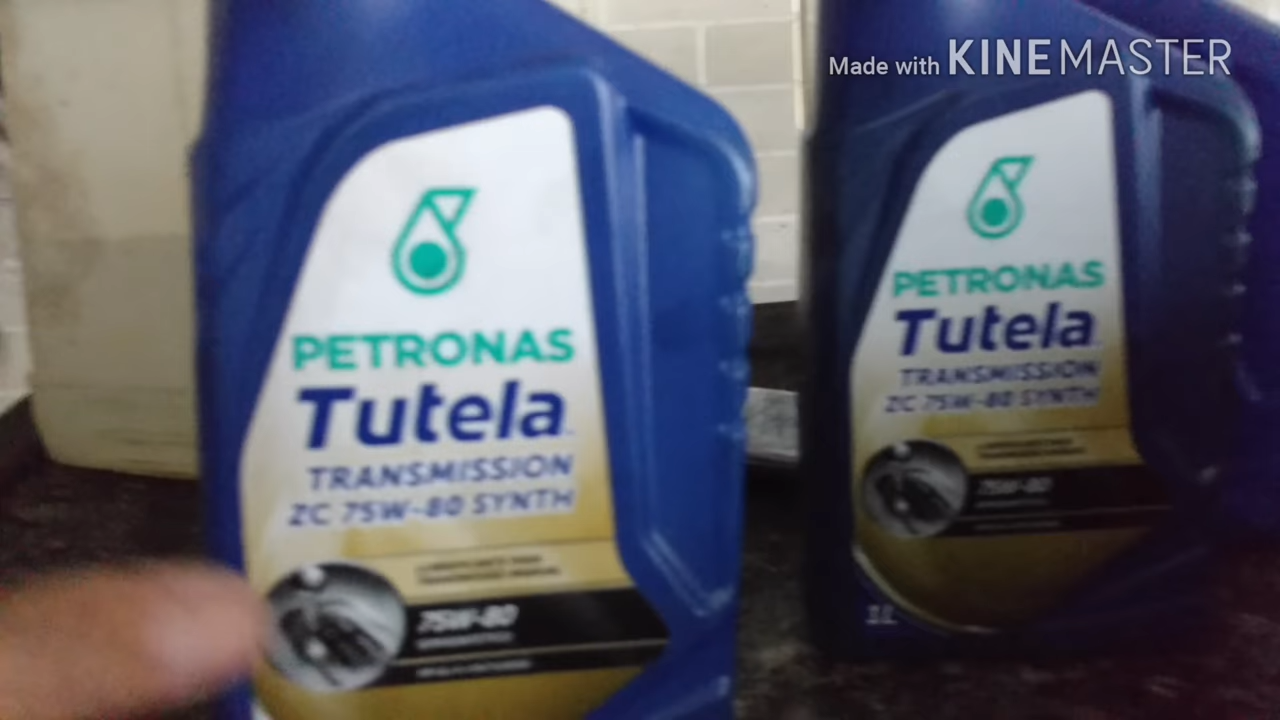 Made with KINEMASTER
PETRONAS
Tutela
TRANSMISSION
ZC 75W-80 SYNTH
75W-80
PETRONAS
Tutela
TRANSMISSION
ZC 75W-80 SYNTH
75W-80
1L